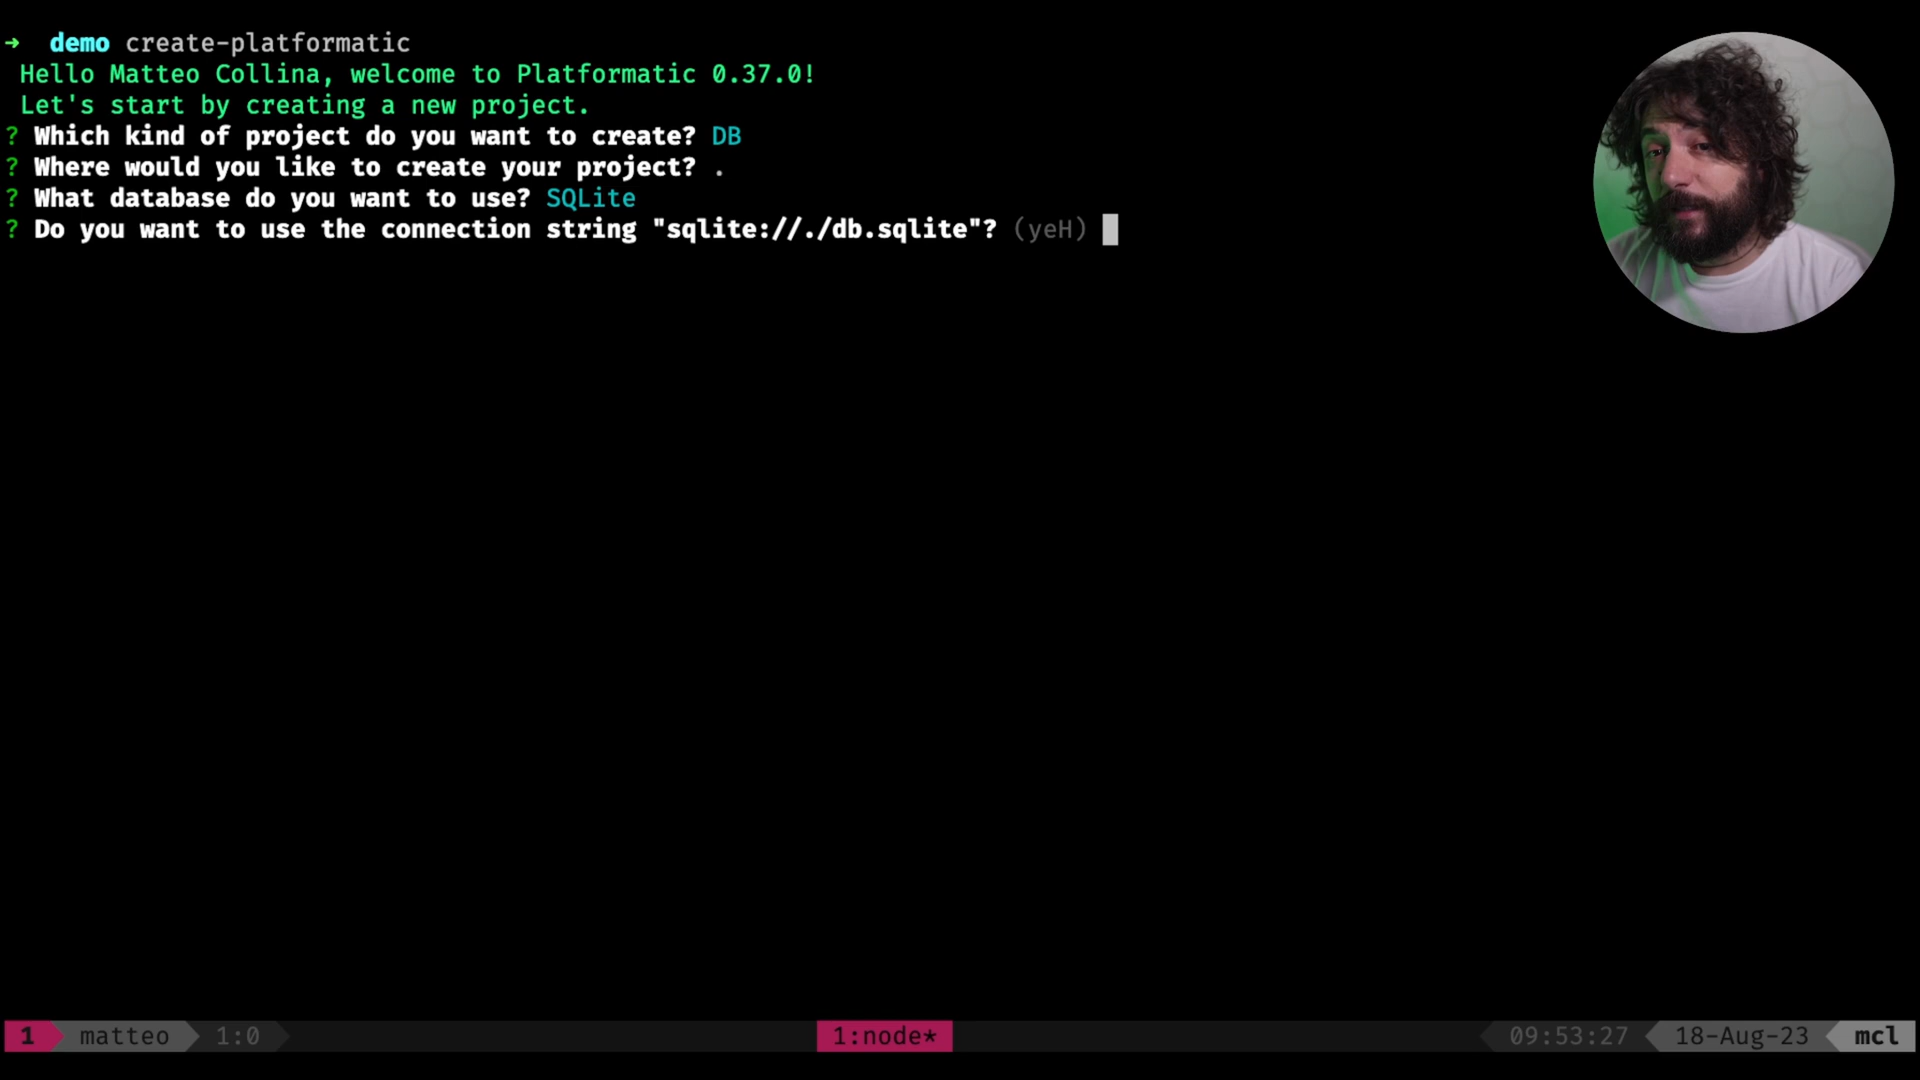 ➜ demo create-platformatic
Hello Matteo Collina, welcome to Platformatic 0.37.0!
Let's start by creating a new project.
? Which kind of project do you want to create? DB
? Where would you like to create your project? .
? What database do you want to use? SQLite
? Do you want to use the connection string "sqlite://./db.sqlite"? (yeH)
1 matteo 1:0 1:node* 09:53:27 18-Aug-23 mcl